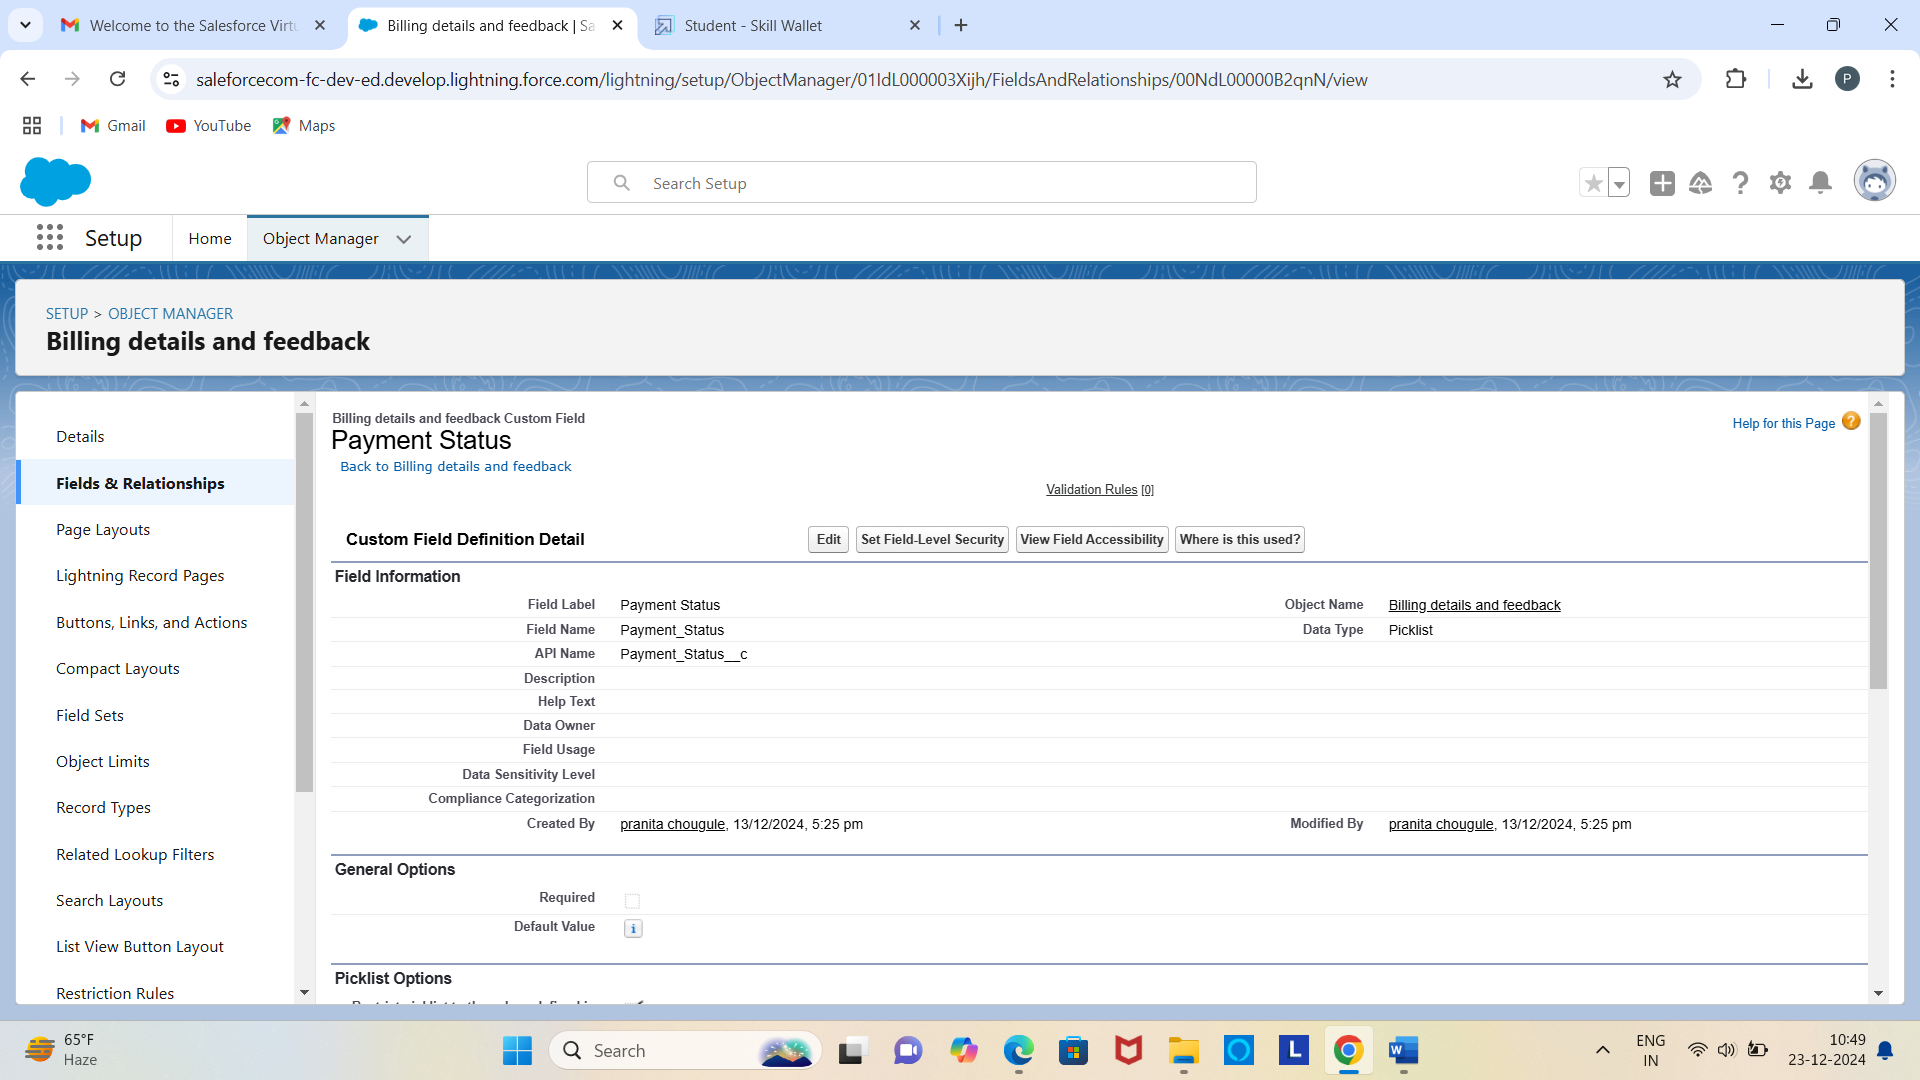 Welcome to the Salesforce Virtu
Billing details and feedback | Sa
Student - Skill Wallet
saleforcecom-fc-dev-ed.develop.lightning.force.com/lightning/setup/ObjectManager/01IdL000003Xijh/FieldsAndRelationships/00NdL00000B2qnN/view
P
Gmail
YouTube
Maps
Search Setup
Setup
Home
Object Manager
SETUP > OBJECT MANAGER
Billing details and feedback
Details
Fields & Relationships
Page Layouts
Lightning Record Pages
Buttons, Links, and Actions
Compact Layouts
Field Sets
Object Limits
Record Types
Related Lookup Filters
Search Layouts
List View Button Layout
Restriction Rules
Billing details and feedback Custom Field
Payment Status
Back to Billing details and feedback
Help for this Page
Validation Rules [0]
Custom Field Definition Detail
Edit
Set Field-Level Security
View Field Accessibility
Where is this used?
Field Information
Field Label Payment Status Object Name Billing details and feedback
Field Name Payment_Status Data Type Picklist
API Name Payment_Status__c
Description
Help Text
Data Owner
Field Usage
Data Sensitivity Level
Compliance Categorization
Created By pranita chougule, 13/12/2024, 5:25 pm Modified By pranita chougule, 13/12/2024, 5:25 pm
General Options
Required
Default Value
Picklist Options
65°F
Haze
Search
ENG
IN
10:49
23-12-2024